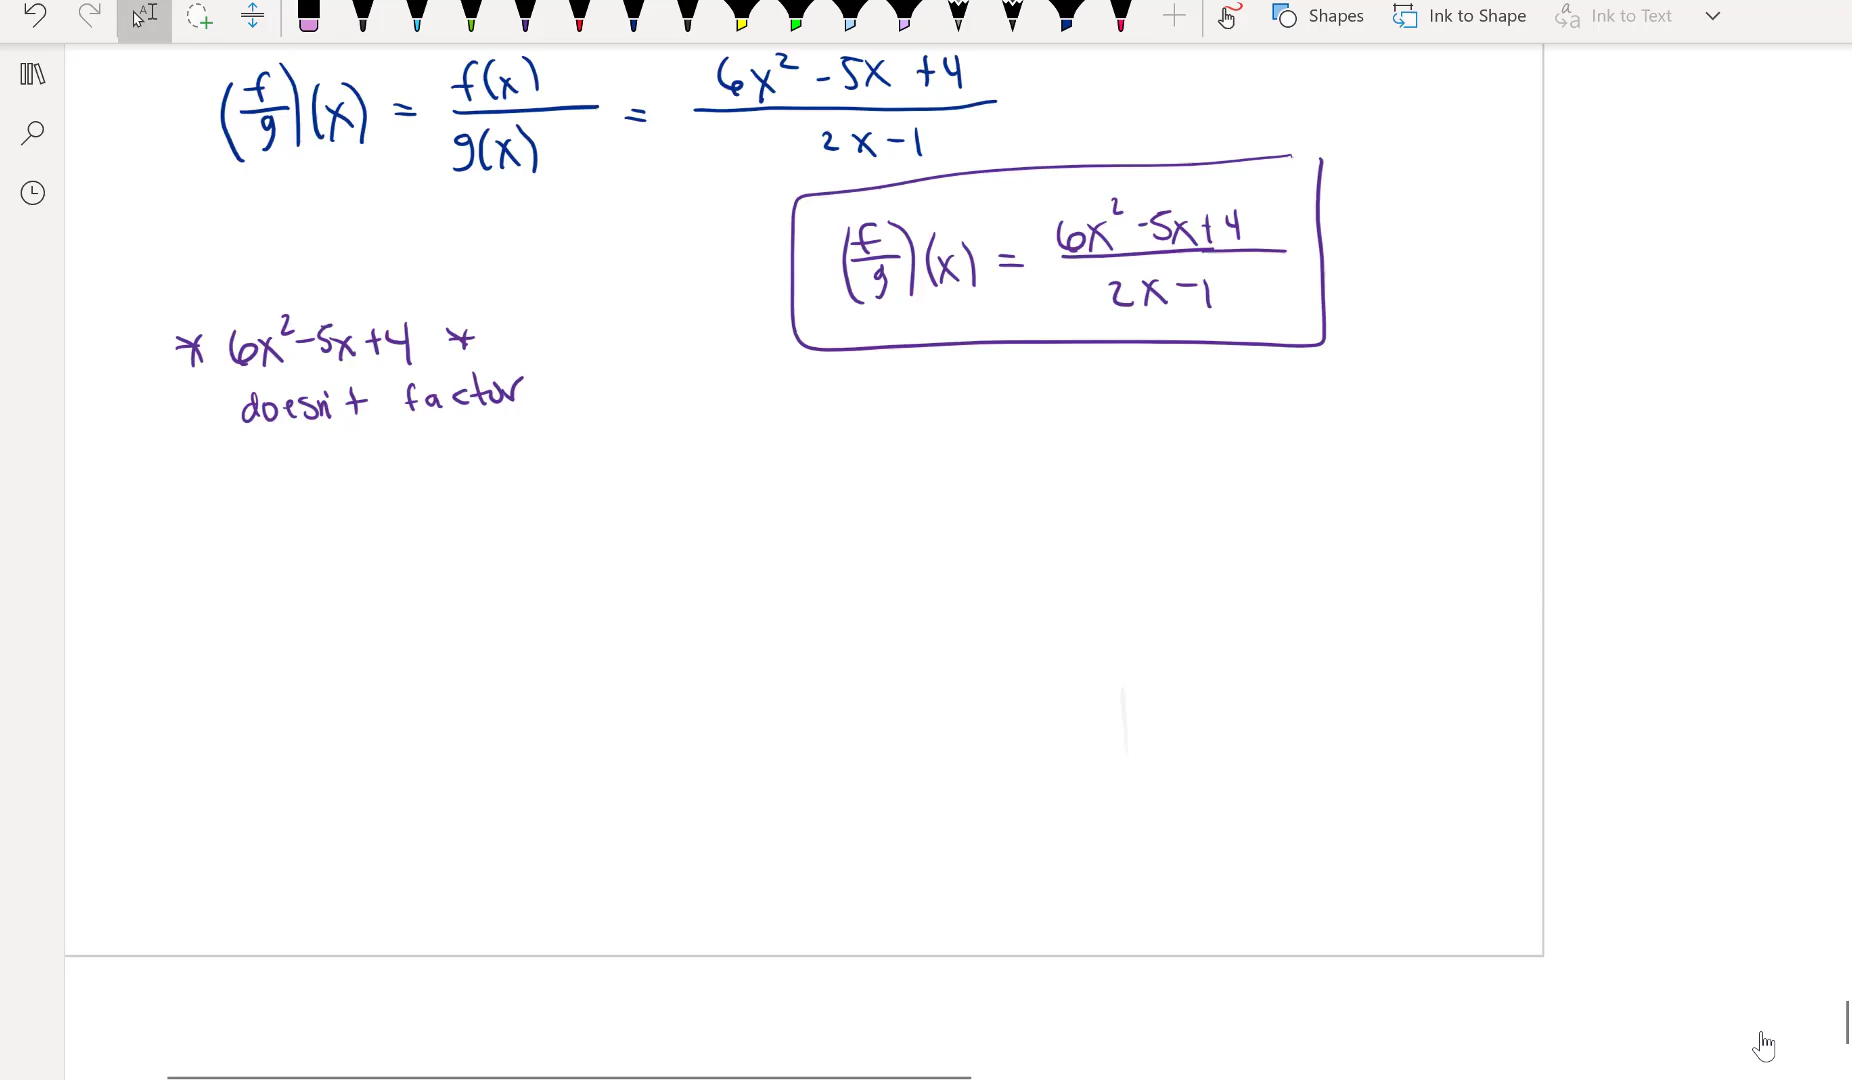 Shapes Ink to Shape Ink to Text
(f/g)(x) = f(x)/g(x) = 6x² - 5x + 4 / 2x - 1
(f/g)(x) = 6x² - 5x + 4 / 2x - 1
* 6x² - 5x + 4 *
doesn't factor